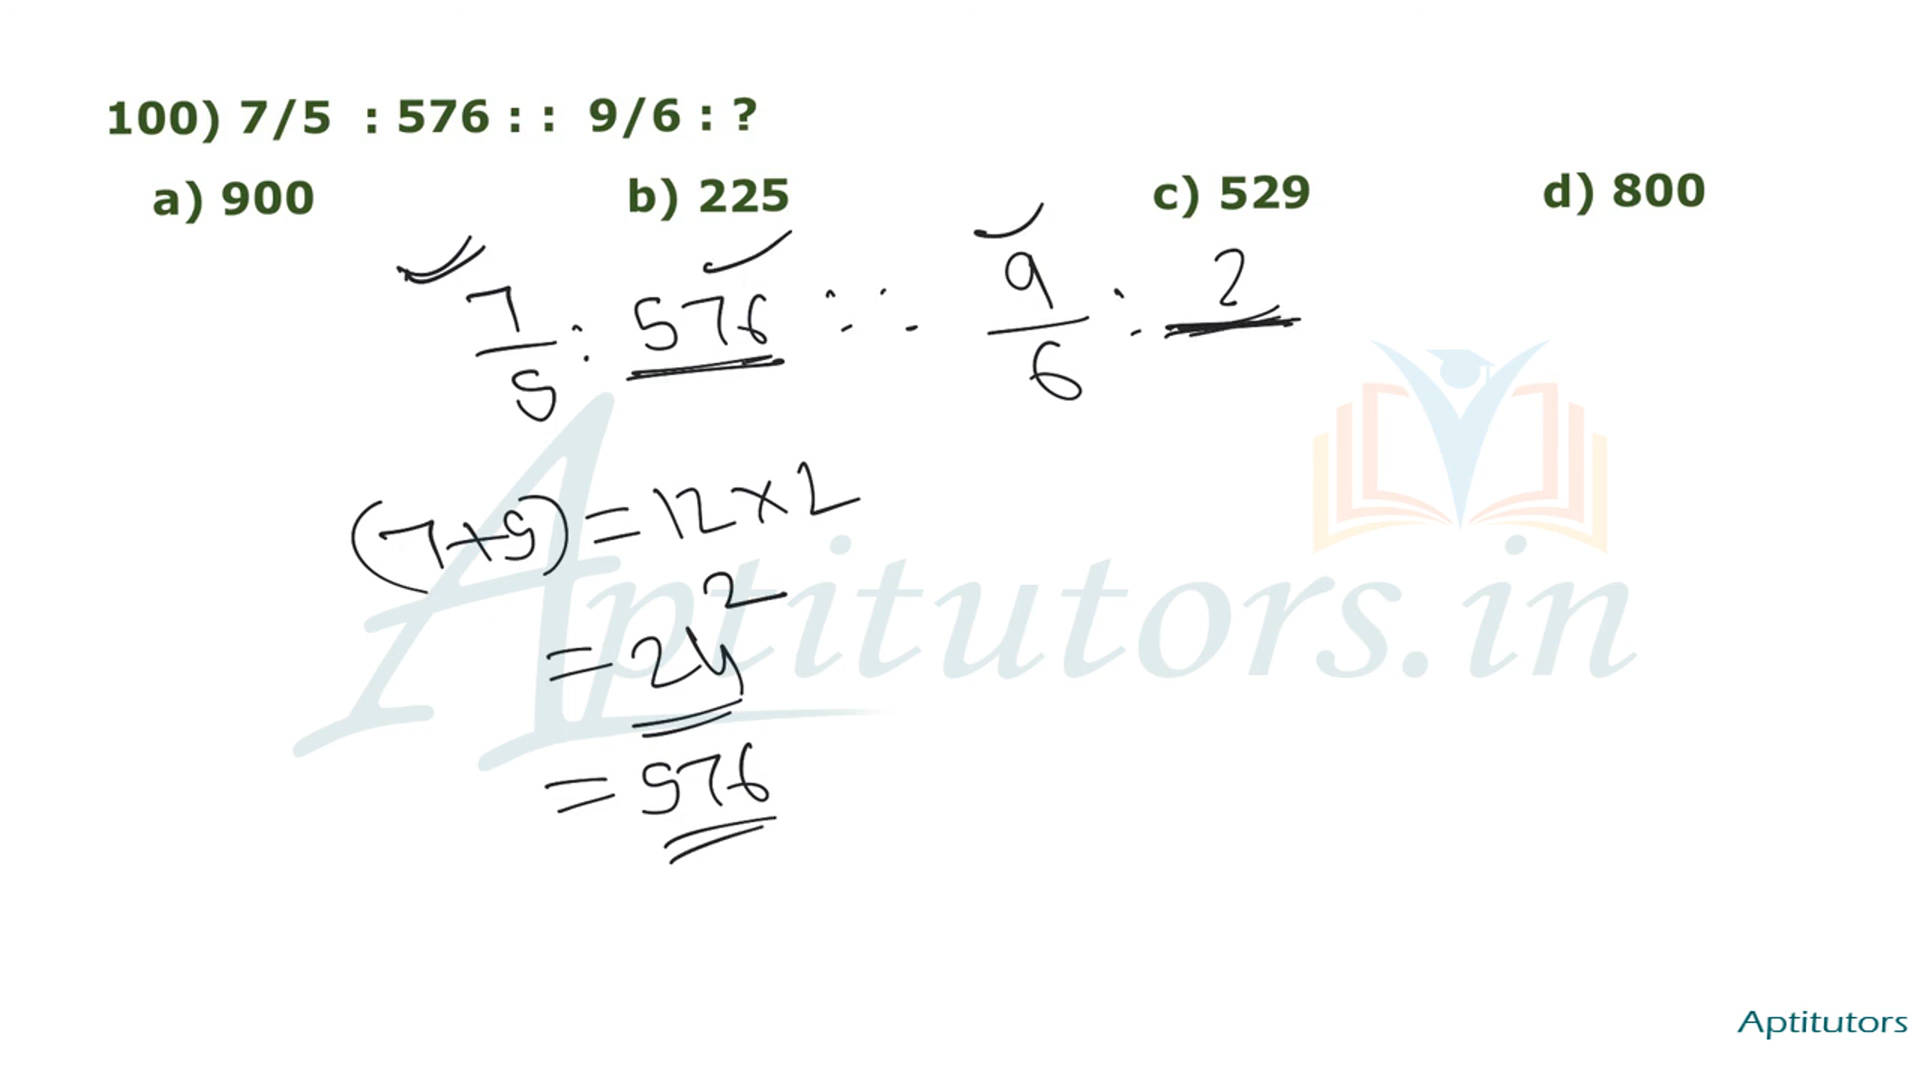 100) 7/5 : 576 : : 9/6 : ?
a) 900 b) 225 c) 529 d) 800
7/5 : 576 :: 9/6 : ?
(7+5) = 12 × 2
= 24²
= 576
Aptitutors.in
Aptitutors